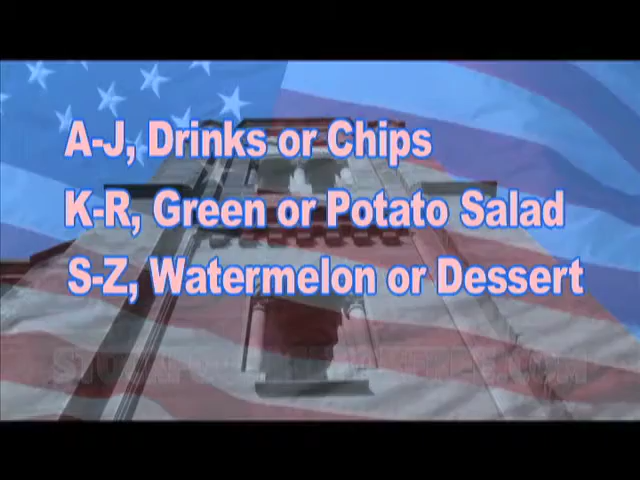 A-J, Drinks or Chips
K-R, Green or Potato Salad
S-Z, Watermelon or Dessert